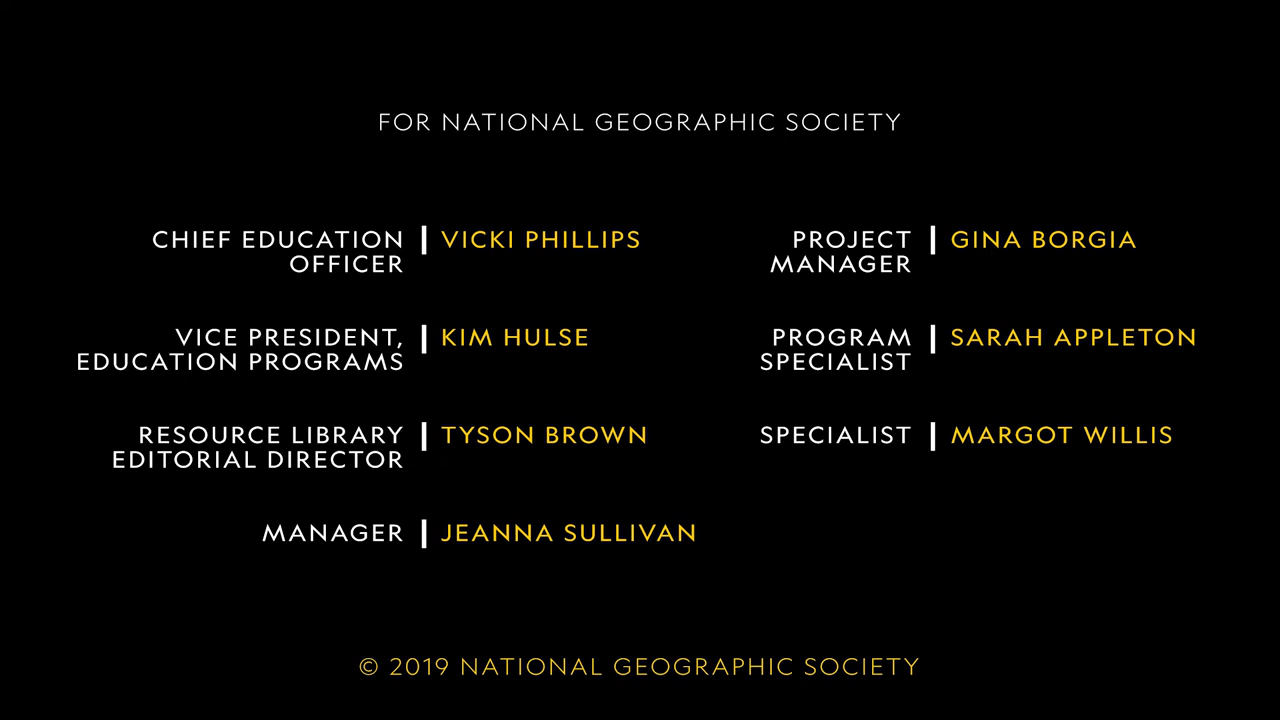 FOR NATIONAL GEOGRAPHIC SOCIETY
CHIEF EDUCATION
OFFICER
VICKI PHILLIPS
VICE PRESIDENT,
EDUCATION PROGRAMS
KIM HULSE
RESOURCE LIBRARY
EDITORIAL DIRECTOR
TYSON BROWN
MANAGER
JEANNA SULLIVAN
PROJECT
MANAGER
GINA BORGIA
PROGRAM
SPECIALIST
SARAH APPLETON
SPECIALIST
MARGOT WILLIS
© 2019 NATIONAL GEOGRAPHIC SOCIETY